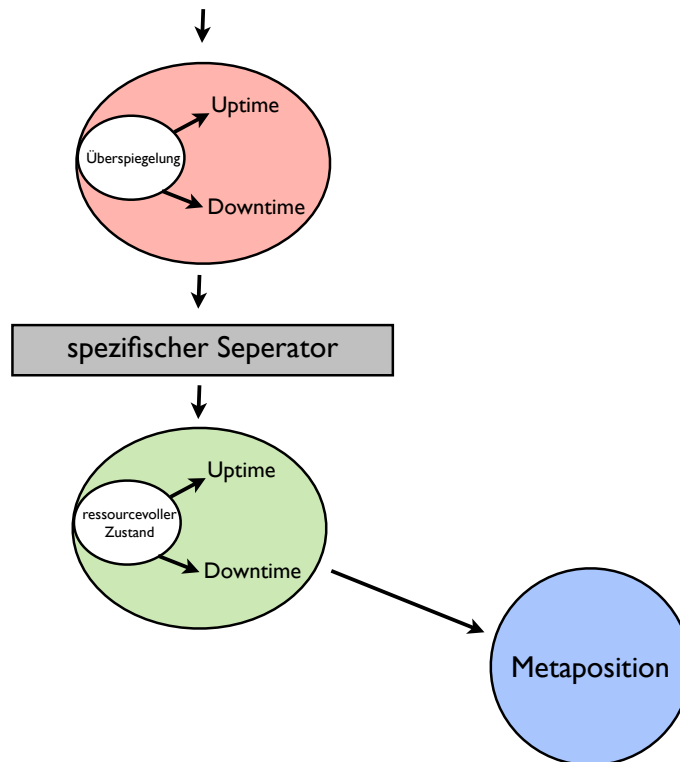 Uptime
Überspiegelung
Downtime
spezifischer Seperator
Uptime
ressourcevoller
Zustand
Downtime
Metaposition